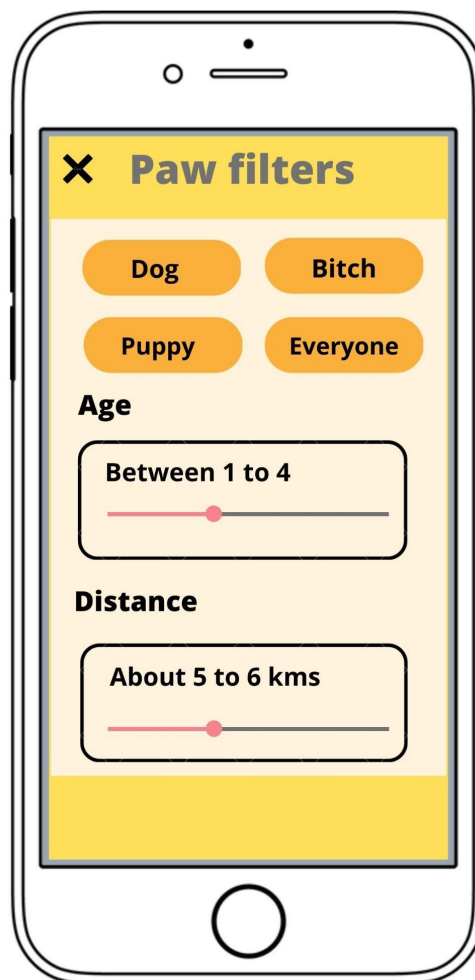 Paw filters
Dog
Bitch
Puppy
Everyone
Age
Between 1 to 4
Distance
About 5 to 6 kms